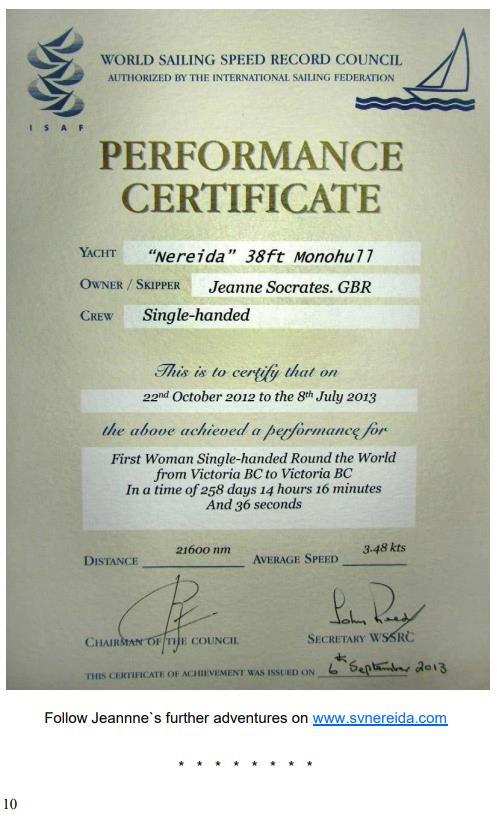 WORLD SAILING SPEED RECORD COUNCIL
AUTHORIZED BY THE INTERNATIONAL SAILING FEDERATION
I S A F
PERFORMANCE
CERTIFICATE
YACHT "Nereida" 38ft Monohull
OWNER / SKIPPER Jeanne Socrates. GBR
CREW Single-handed
This is to certify that on
22nd October 2012 to the 8th July 2013
the above achieved a performance for
First Woman Single-handed Round the World
from Victoria BC to Victoria BC
In a time of 258 days 14 hours 16 minutes
And 36 seconds
DISTANCE 21600 nm AVERAGE SPEED 3.48 kts
John Reed
CHAIRMAN OF THE COUNCIL SECRETARY WSSRC
THIS CERTIFICATE OF ACHIEVEMENT WAS ISSUED ON 6th September 2013
Follow Jeannne`s further adventures on www.svnereida.com
* * * * * * * *
10